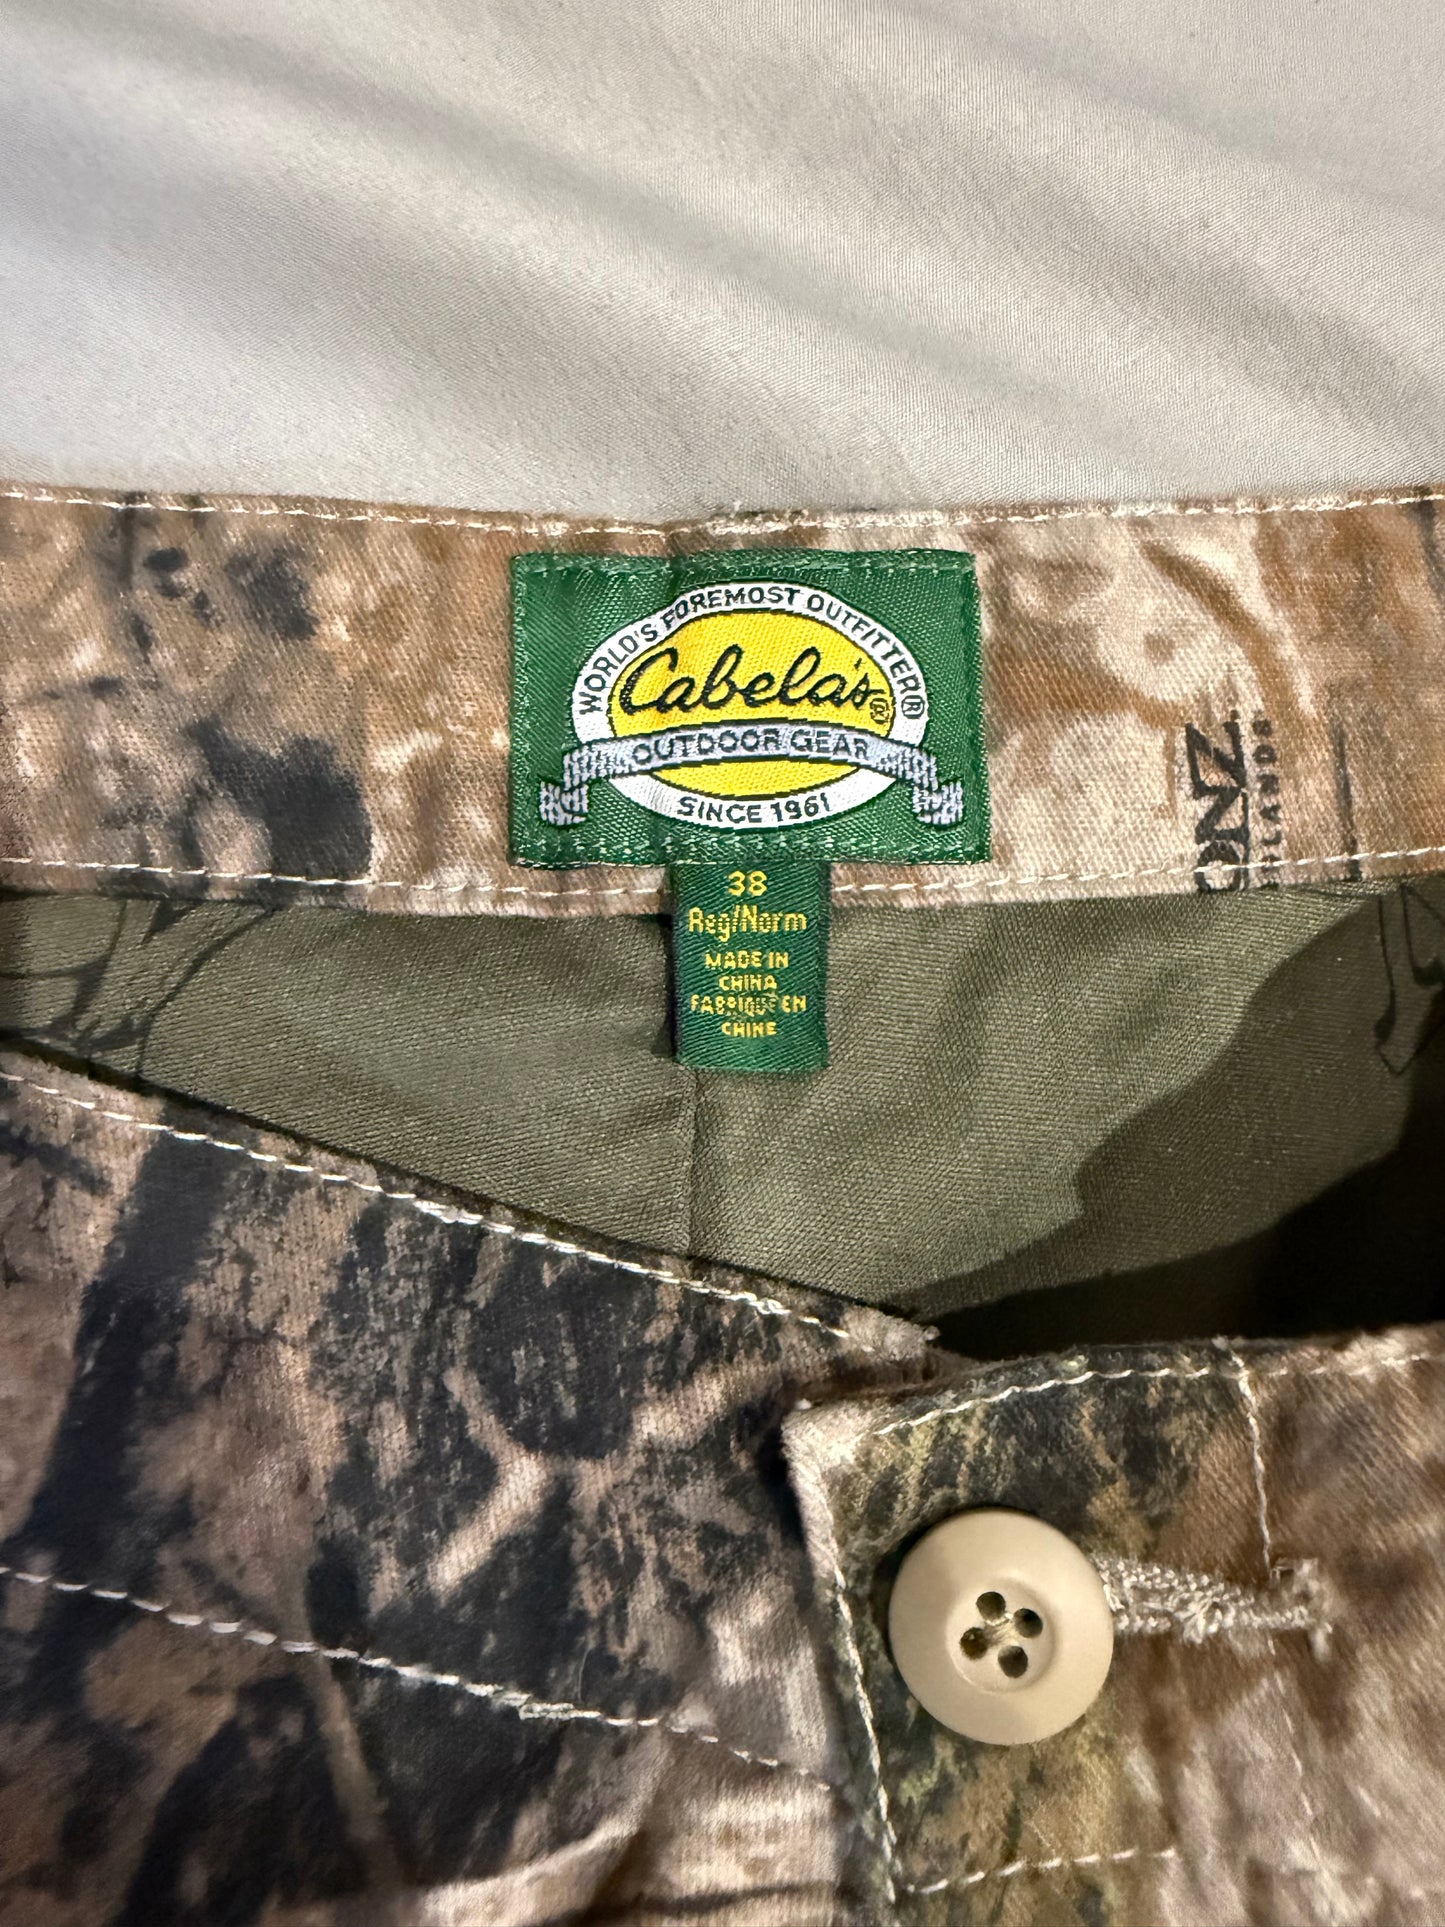 WORLD'S FOREMOST OUTFITTER®
Cabela's®
OUTDOOR GEAR
SINCE 1961
38
Reg/Norm
MADE IN
CHINA
FABRIQUÉ EN
CHINE